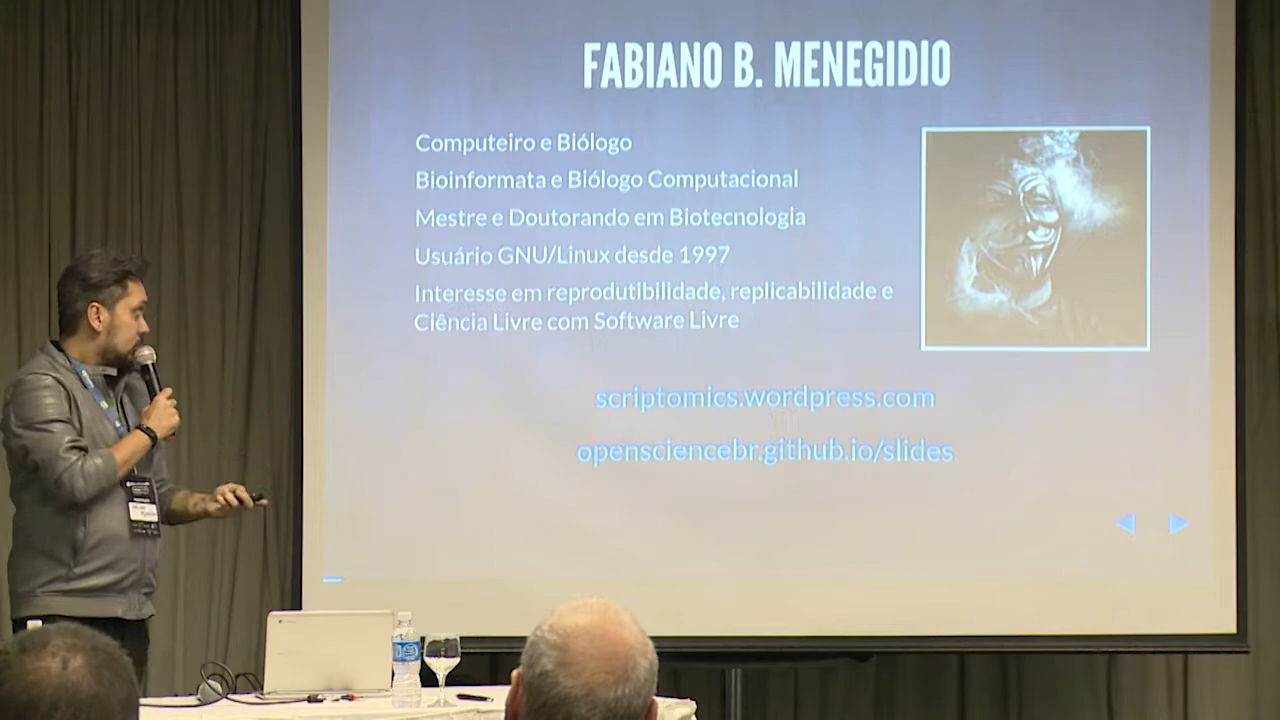 FABIANO B. MENEGIDIO
Computeiro e Biólogo
Bioinformata e Biólogo Computacional
Mestre e Doutorando em Biotecnologia
Usuário GNU/Linux desde 1997
Interesse em reprodutibilidade, replicabilidade e
Ciência Livre com Software Livre
scriptomics.wordpress.com
opensciencebr.github.io/slides